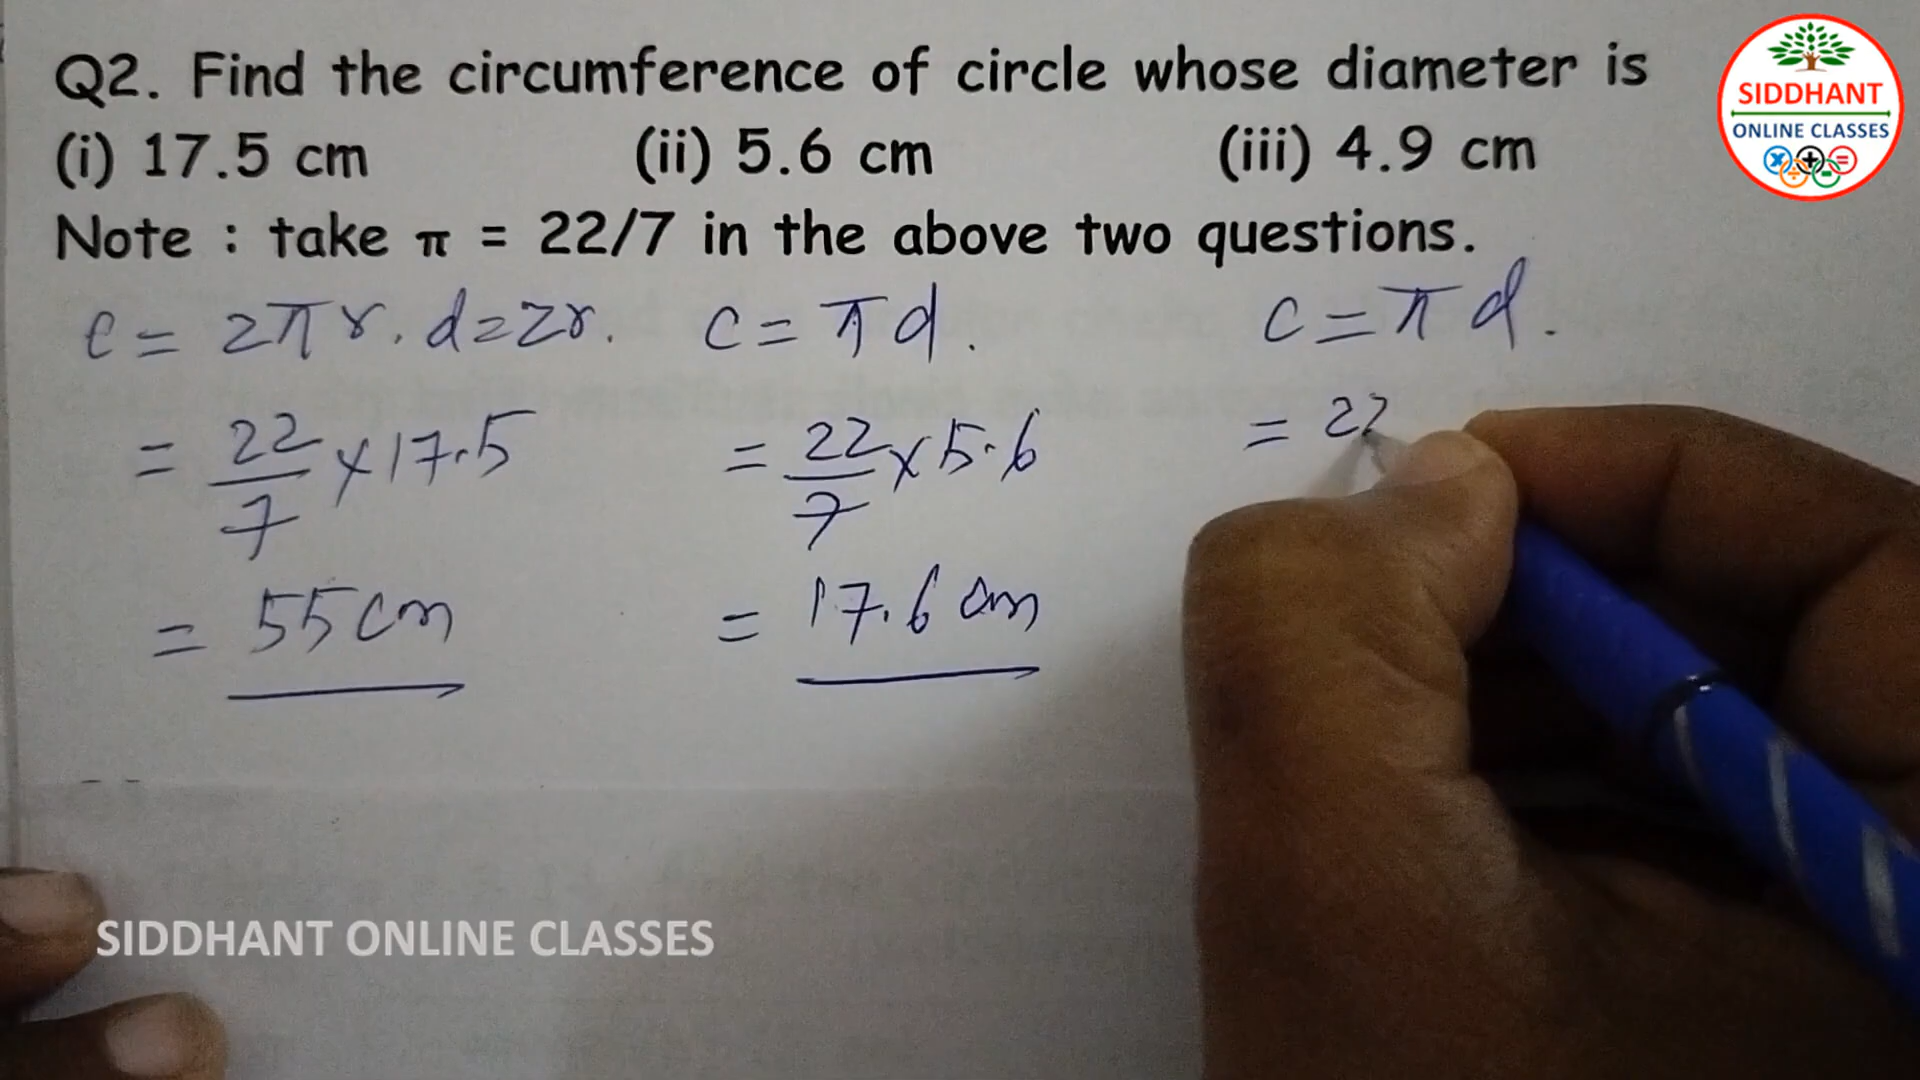 Q2. Find the circumference of circle whose diameter is
(i) 17.5 cm (ii) 5.6 cm (iii) 4.9 cm
Note : take π = 22/7 in the above two questions.
SIDDHANT
ONLINE CLASSES
C = 2πr. d=2r.
= 22/7 × 17.5
= 55 cm
C = πd.
= 22/7 × 5.6
= 17.6 cm
C = πd.
= 22
SIDDHANT ONLINE CLASSES